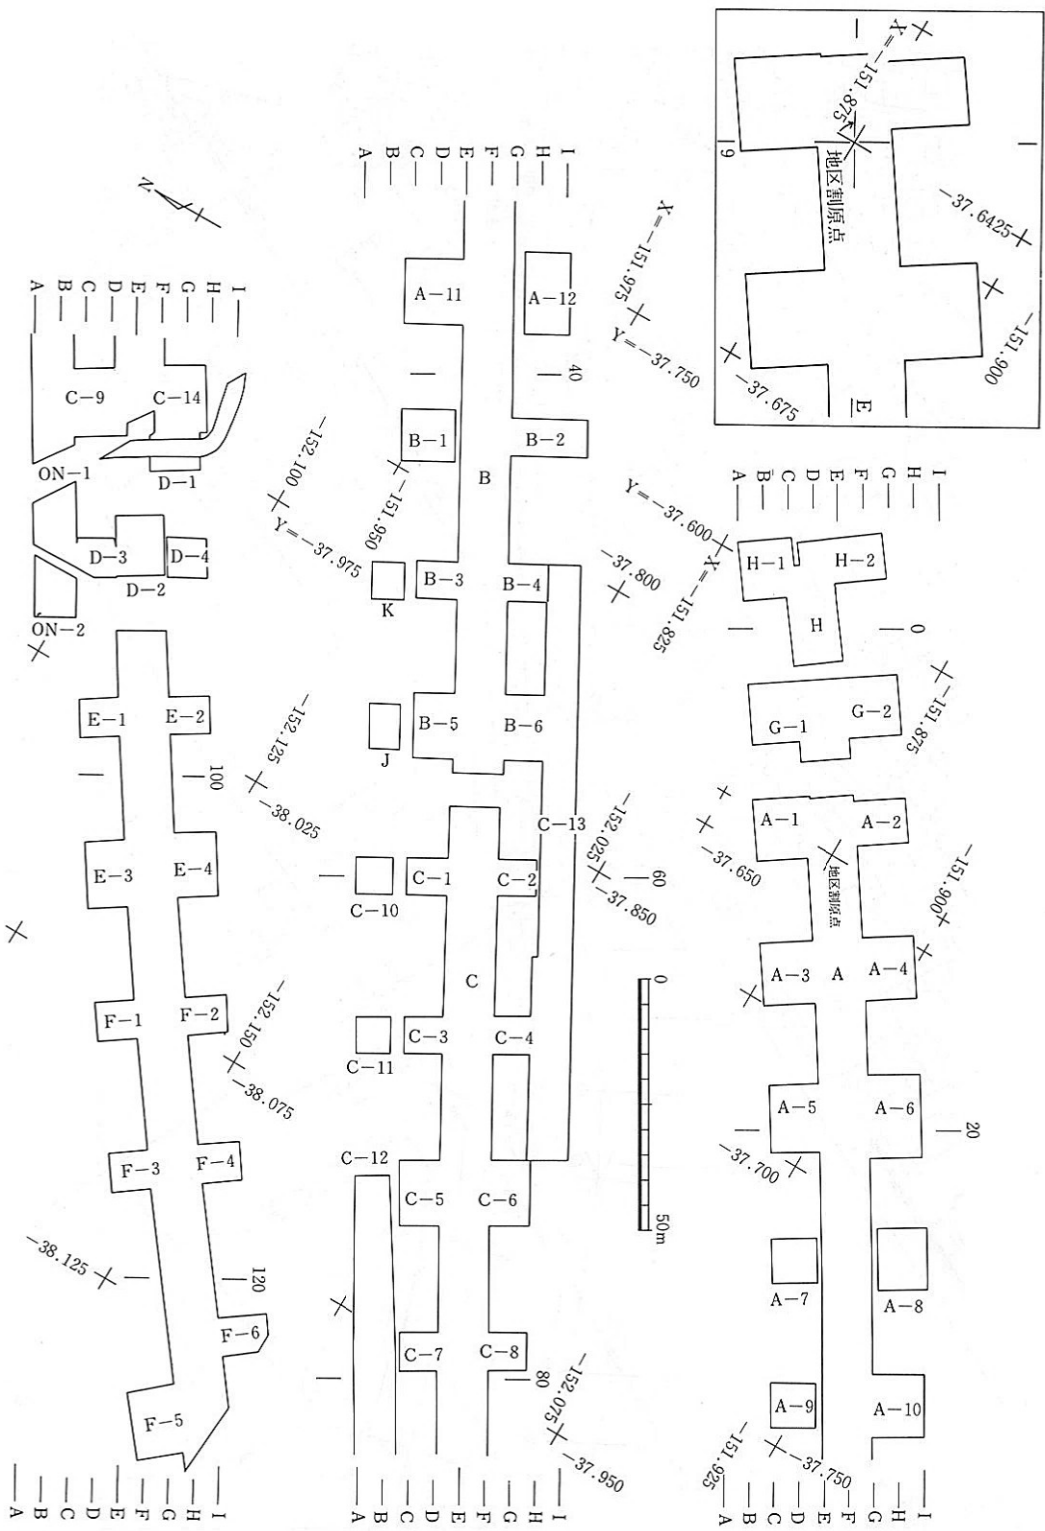 X=−151.875
地区割原点
9
−37.6425
−151.900
−37.675
E
A
B
C
D
E
F
G
H
I
Y=−37.600
X=−151.825
H−1
H−2
H
0
G−1
G−2
−151.875
A−1
A−2
−37.650
地区割原点
−151.900
A−3
A
A−4
A−5
A−6
20
−37.700
A−7
A−8
A−9
A−10
−151.925
−37.750
A
B
C
D
E
F
G
H
I
A
B
C
D
E
F
G
H
I
X=−151.975
Y=−37.750
A−11
A−12
40
B−1
B−2
B
−151.950
B−3
B−4
K
−37.800
B−5
B−6
J
C−13
−152.025
−37.850
C−1
C−2
60
C−10
C
C−3
C−4
C−11
0
50m
C−12
C−5
C−6
C−7
C−8
80
−152.075
−37.950
A
B
C
D
E
F
G
H
I
N
A
B
C
D
E
F
G
H
I
C−9
C−14
−152.100
Y=−37.975
ON−1
D−1
D−3
D−4
D−2
ON−2
E−1
E−2
−152.125
−38.025
100
E−3
E−4
F−1
F−2
−152.150
−38.075
F−3
F−4
−38.125
120
F−6
F−5
A
B
C
D
E
F
G
H
I